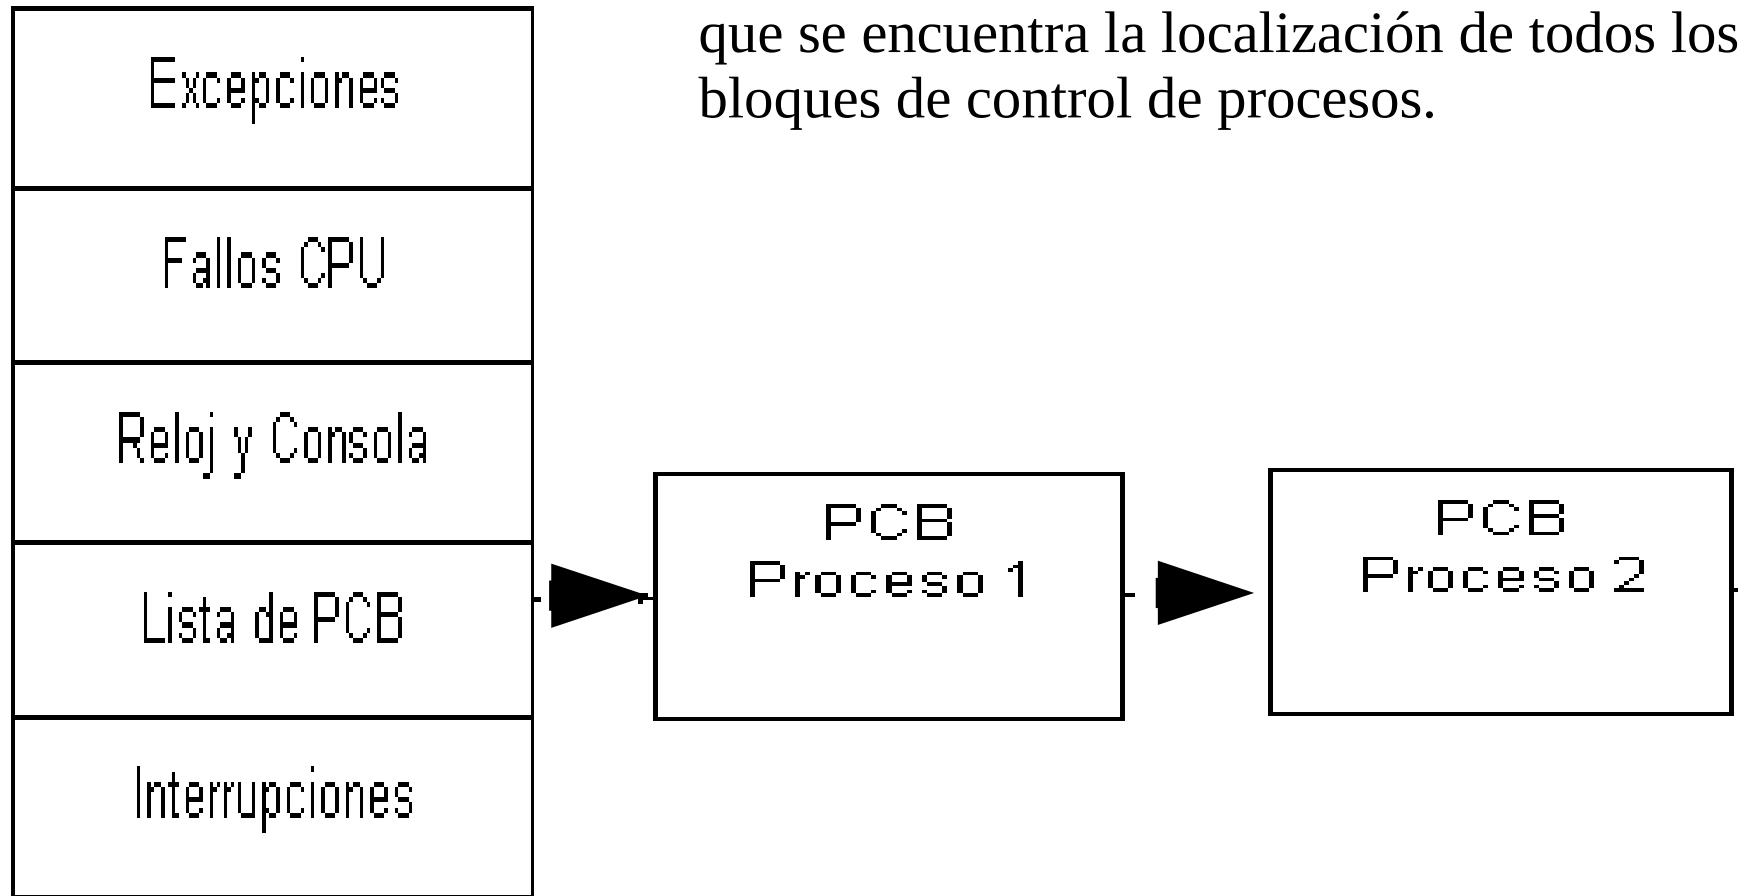 que se encuentra la localización de todos los
bloques de control de procesos.
Excepciones
Fallos CPU
Reloj y Consola
Lista de PCB
Interrupciones
PCB
Proceso 1
PCB
Proceso 2